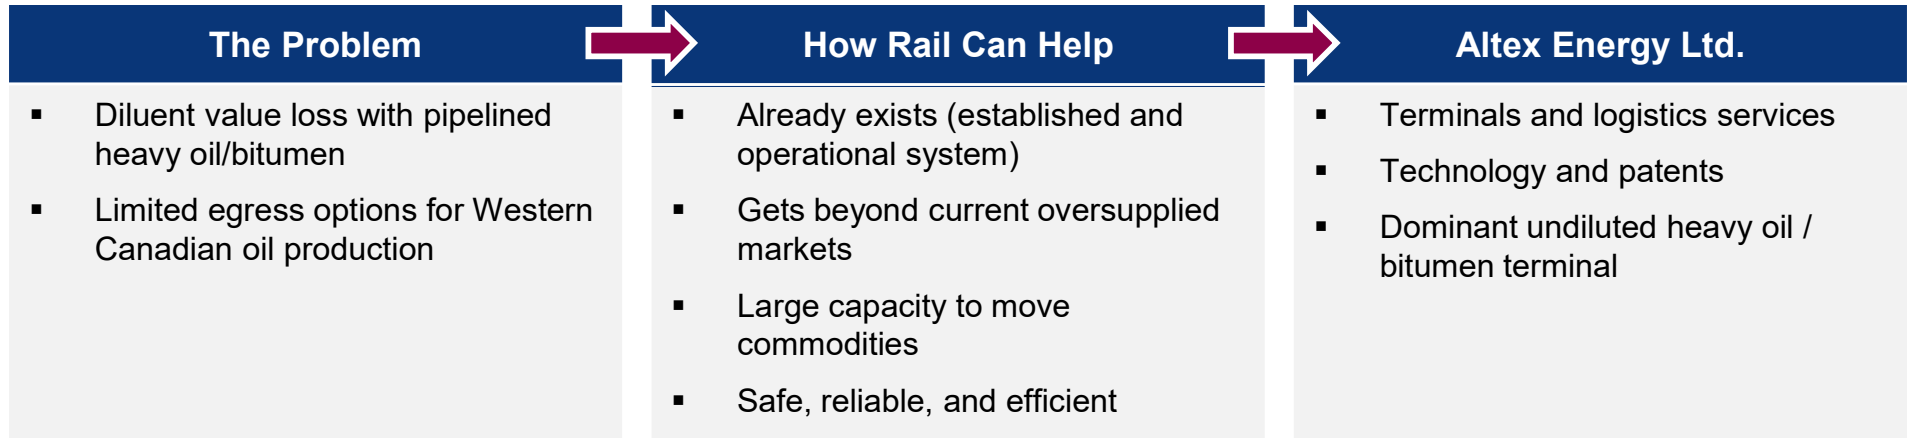 The Problem
▪ Diluent value loss with pipelined
heavy oil/bitumen
▪ Limited egress options for Western
Canadian oil production
How Rail Can Help
▪ Already exists (established and
operational system)
▪ Gets beyond current oversupplied
markets
▪ Large capacity to move
commodities
▪ Safe, reliable, and efficient
Altex Energy Ltd.
▪ Terminals and logistics services
▪ Technology and patents
▪ Dominant undiluted heavy oil /
bitumen terminal